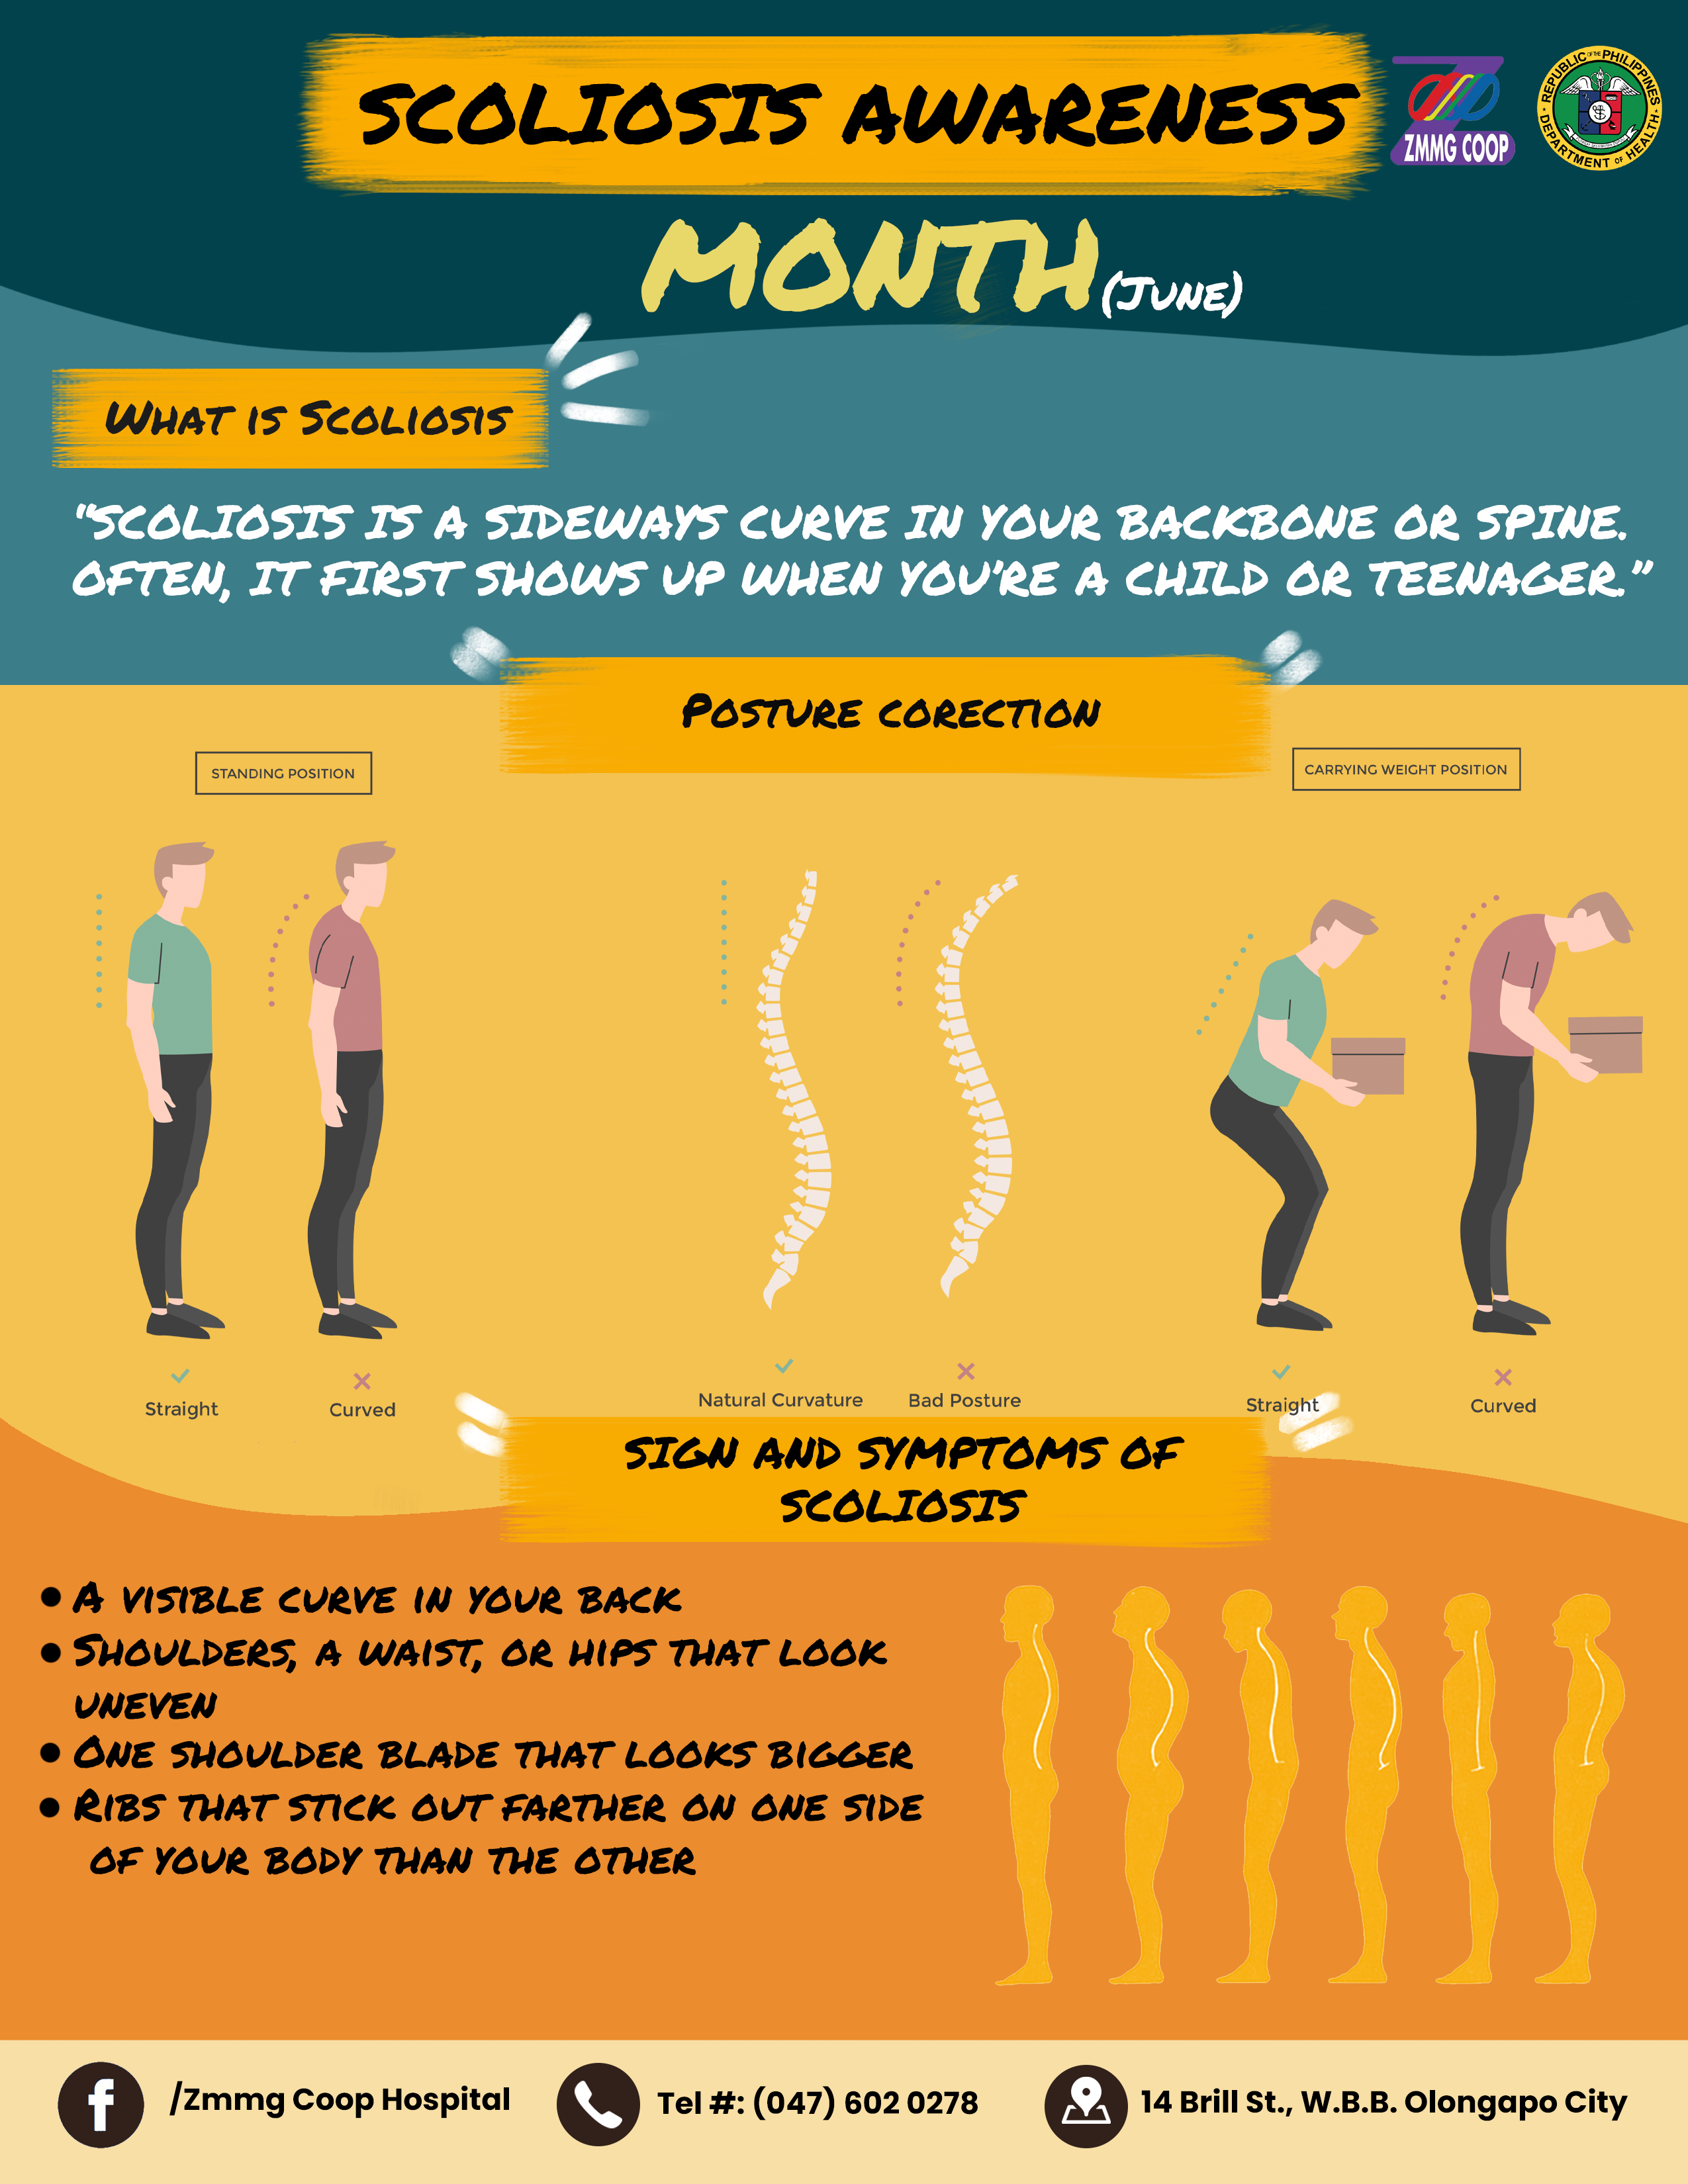 SCOLIOSIS AWARENESS
ZMMG COOP
REPUBLIC OF THE PHILIPPINES
DEPARTMENT OF HEALTH
MONTH (JUNE)
WHAT IS SCOLIOSIS
"SCOLIOSIS IS A SIDEWAYS CURVE IN YOUR BACKBONE OR SPINE.
OFTEN, IT FIRST SHOWS UP WHEN YOU'RE A CHILD OR TEENAGER."
POSTURE CORECTION
STANDING POSITION
CARRYING WEIGHT POSITION
Straight
Curved
Natural Curvature
Bad Posture
Straight
Curved
SIGN AND SYMPTOMS OF
SCOLIOSIS
• A VISIBLE CURVE IN YOUR BACK
• SHOULDERS, A WAIST, OR HIPS THAT LOOK
UNEVEN
• ONE SHOULDER BLADE THAT LOOKS BIGGER
• RIBS THAT STICK OUT FARTHER ON ONE SIDE
OF YOUR BODY THAN THE OTHER
/Zmmg Coop Hospital
Tel #: (047) 602 0278
14 Brill St., W.B.B. Olongapo City